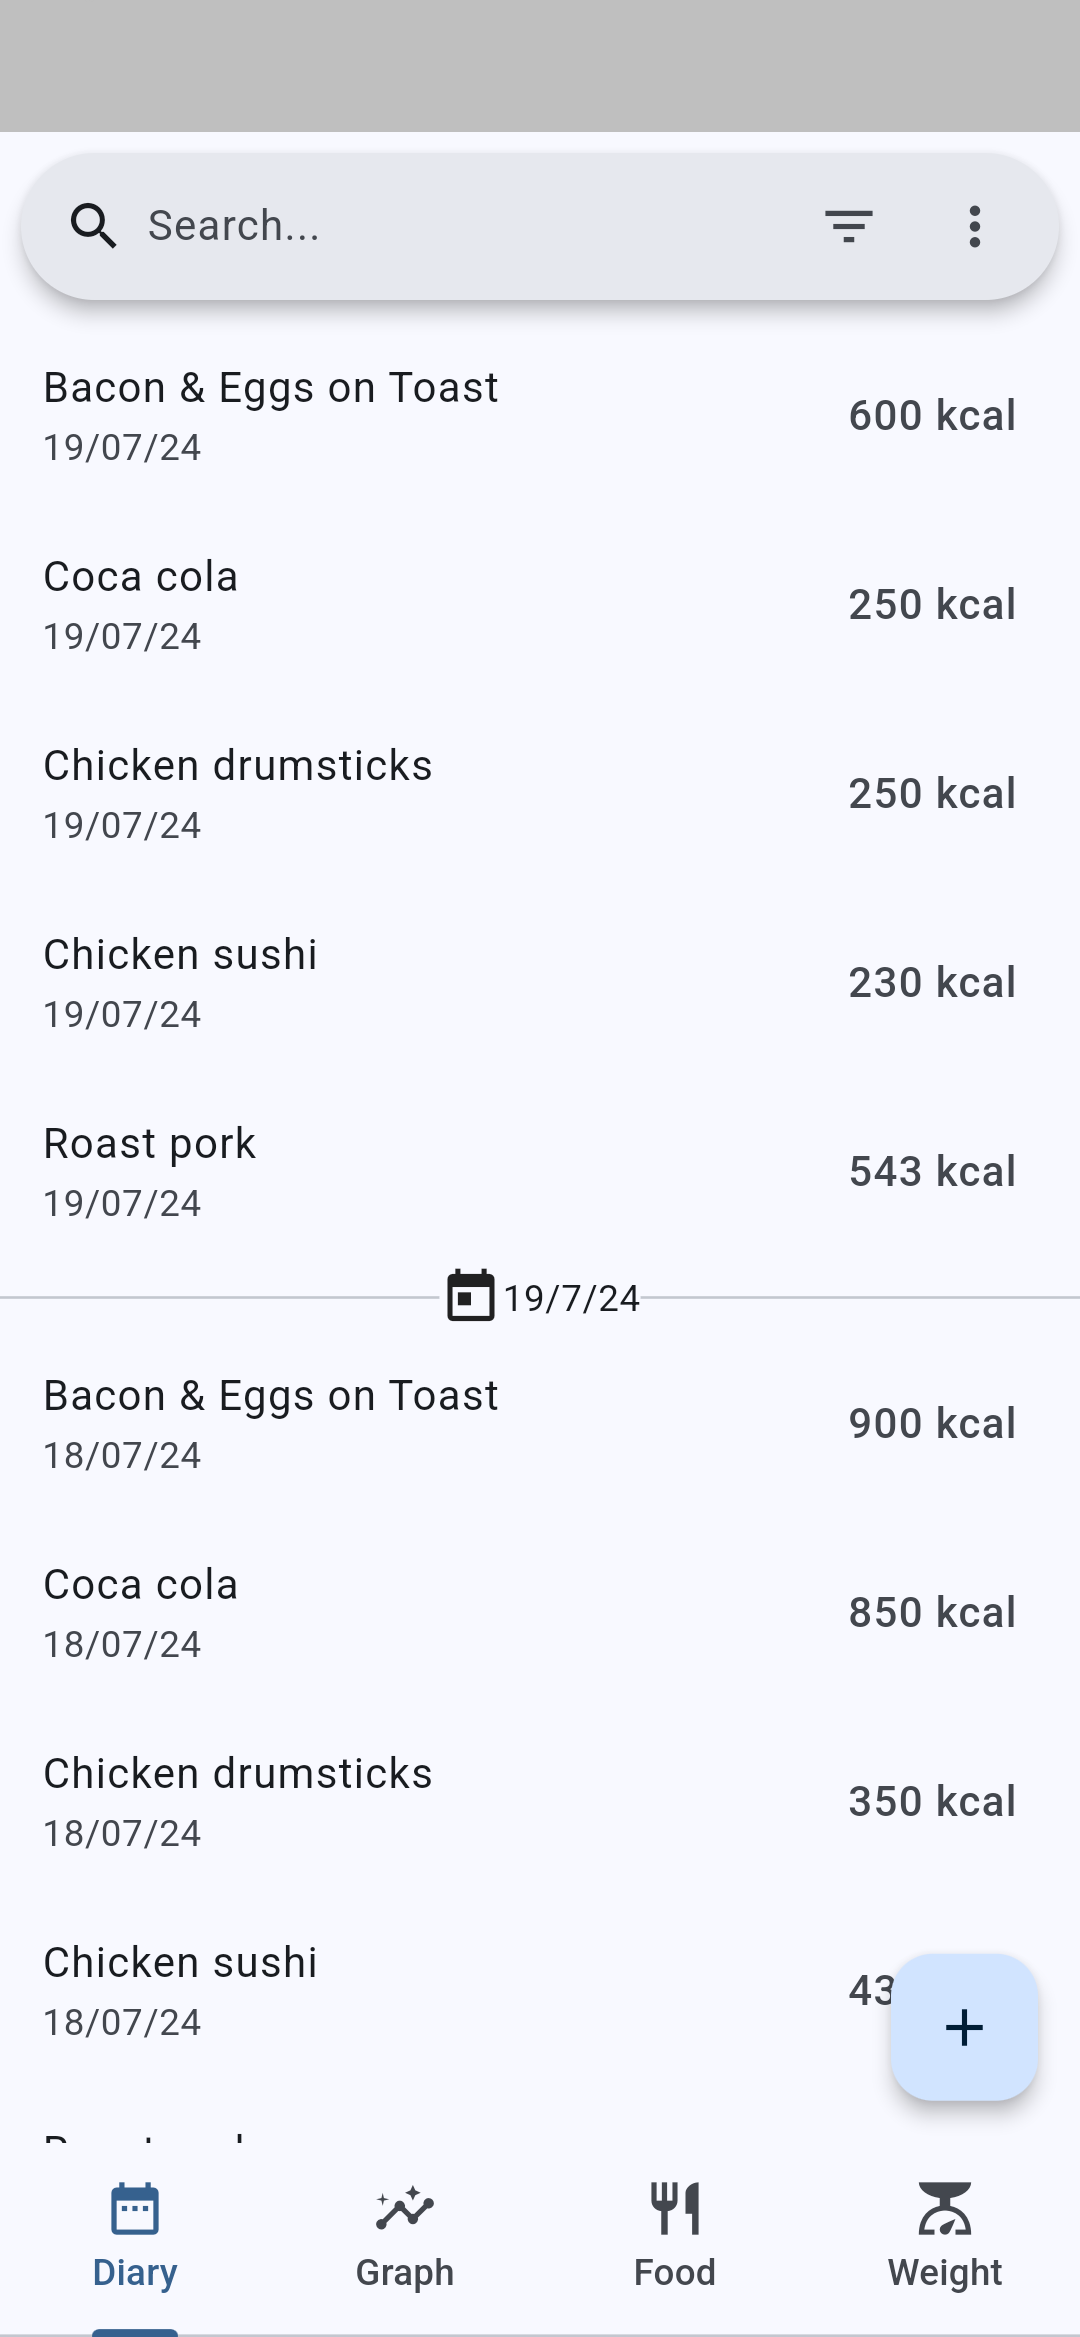 Search...
Bacon & Eggs on Toast
19/07/24
600 kcal
Coca cola
19/07/24
250 kcal
Chicken drumsticks
19/07/24
250 kcal
Chicken sushi
19/07/24
230 kcal
Roast pork
19/07/24
543 kcal
19/7/24
Bacon & Eggs on Toast
18/07/24
900 kcal
Coca cola
18/07/24
850 kcal
Chicken drumsticks
18/07/24
350 kcal
Chicken sushi
18/07/24
Diary
Graph
Food
Weight